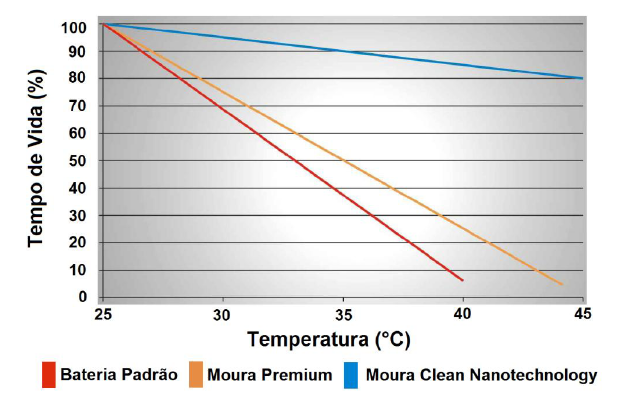 Tempo de Vida (%)
100
90
80
70
60
50
40
30
20
10
0
25 30 35 40 45
Temperatura (°C)
Bateria Padrão Moura Premium Moura Clean Nanotechnology